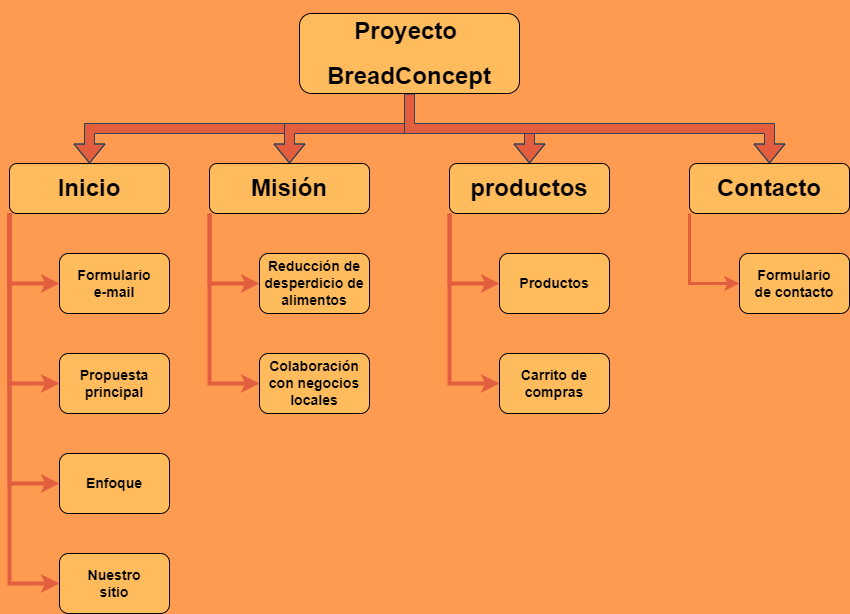 Proyecto
BreadConcept
Inicio
Misión
productos
Contacto
Formulario
e-mail
Reducción de
desperdicio de
alimentos
Productos
Formulario
de contacto
Propuesta
principal
Colaboración
con negocios
locales
Carrito de
compras
Enfoque
Nuestro
sitio